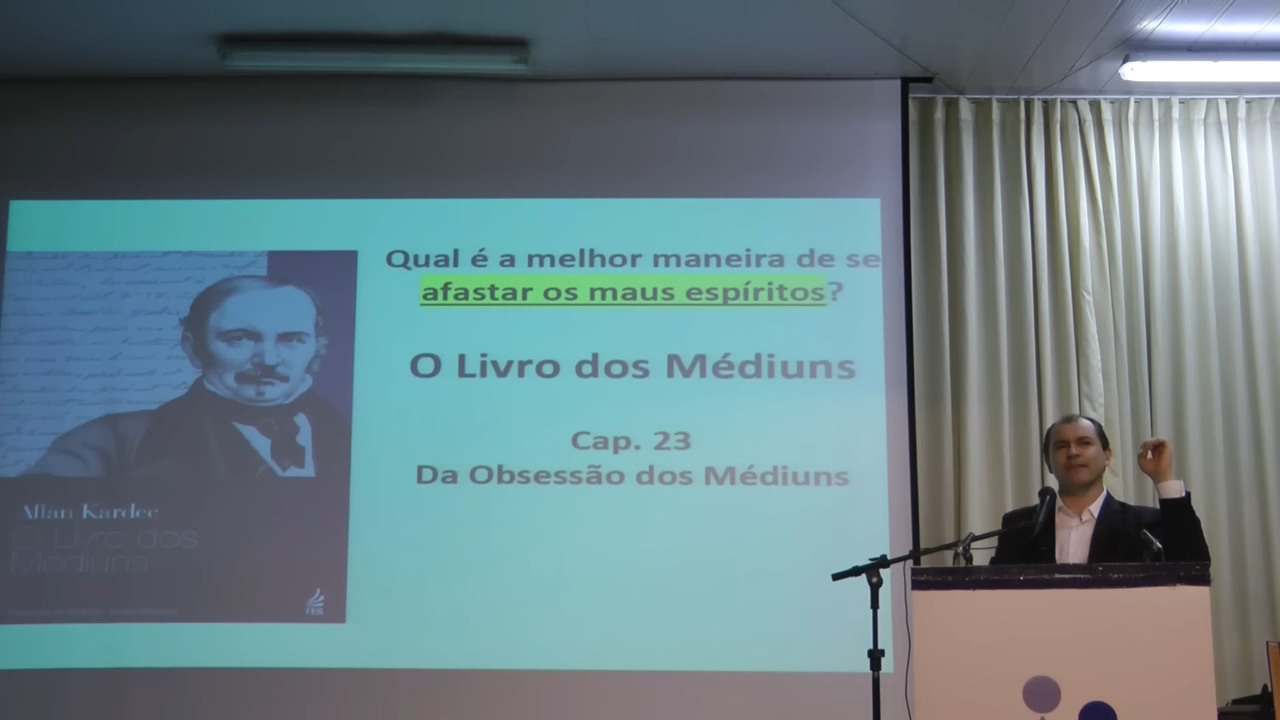 Qual é a melhor maneira de se
afastar os maus espíritos?
O Livro dos Médiuns
Cap. 23
Da Obsessão dos Médiuns
Allan Kardec
O Livro dos
Médiuns
FEB